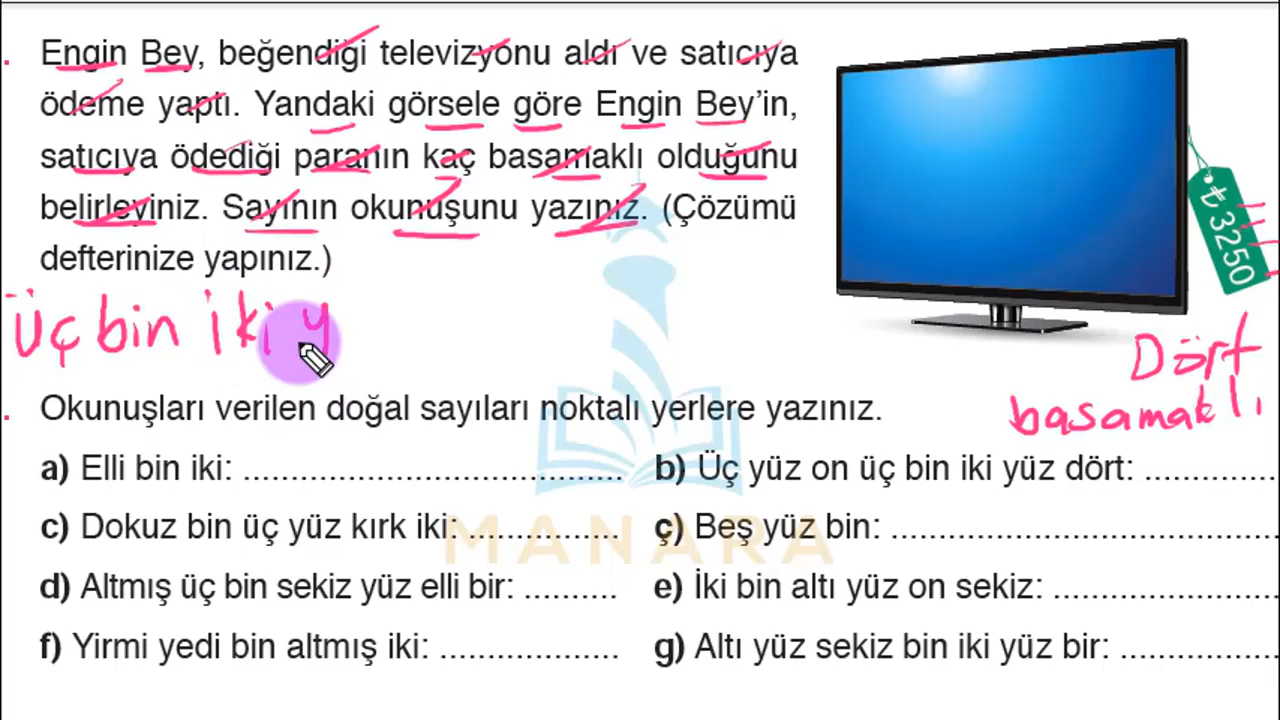 Engin Bey, beğendiği televizyonu aldı ve satıcıya
ödeme yaptı. Yandaki görsele göre Engin Bey'in,
satıcıya ödediği paranın kaç basamaklı olduğunu
belirleyiniz. Sayının okunuşunu yazınız. (Çözümü
defterinize yapınız.)
₺3250
Üç bin iki y
Dört
basamaklı
Okunuşları verilen doğal sayıları noktalı yerlere yazınız.
a) Elli bin iki: ........................................
b) Üç yüz on üç bin iki yüz dört: .............
c) Dokuz bin üç yüz kırk iki: ................
ç) Beş yüz bin: .........................................
d) Altmış üç bin sekiz yüz elli bir: ..........
e) İki bin altı yüz on sekiz: .......................
f) Yirmi yedi bin altmış iki: ...................
g) Altı yüz sekiz bin iki yüz bir: ................
MANARA